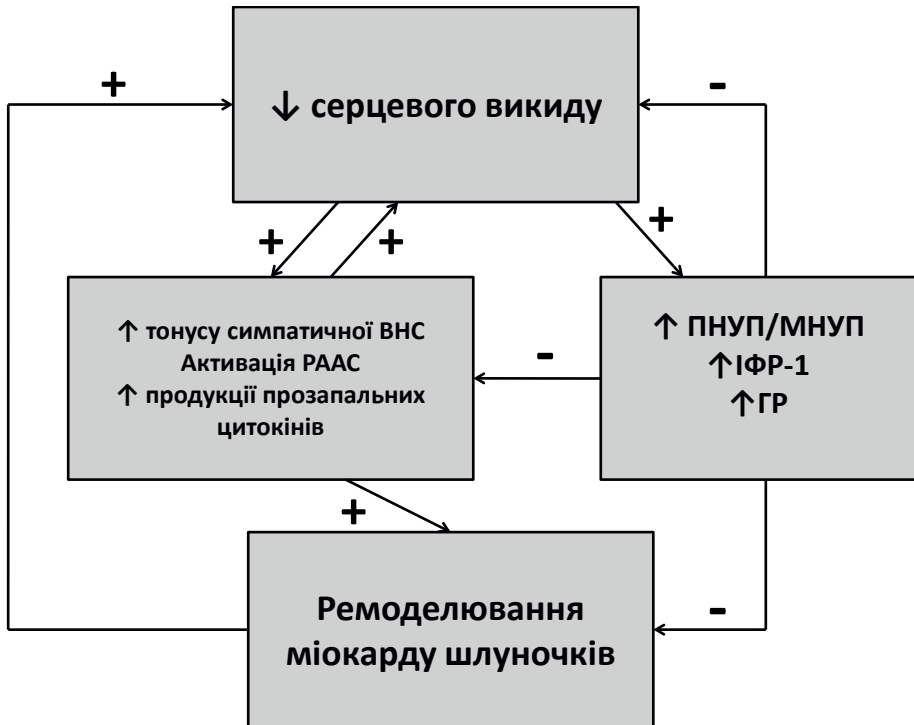 ↓ серцевого викиду
+
-
+
+
+
↑ тонусу симпатичної ВНС
Активація РААС
↑ продукції прозапальних
цитокінів
-
↑ ПНУП/МНУП
↑ІФР-1
↑ГР
+
Ремоделювання
міокарду шлуночків
-